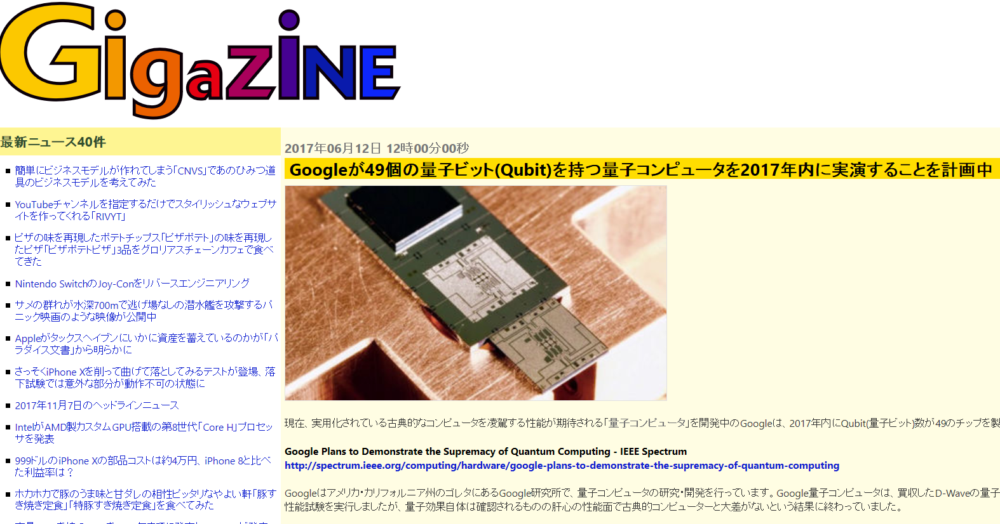 GigaZiNE
最新ニュース40件
簡単にビジネスモデルが作れてしまう「CNVS」であのひみつ道
具のビジネスモデルを考えてみた
YouTubeチャンネルを指定するだけでスタイリッシュなウェブサ
イトを作ってくれる「RIVYT」
ピザの味を再現したポテトチップス「ピザポテト」の味を再現し
たピザ「ピザポテトピザ」3品をグロリアスチェーンカフェで食べ
てきた
Nintendo SwitchのJoy-Conをリバースエンジニアリング
サメの群れが水深700mで逃げ場なしの潜水艦を攻撃するパ
ニック映画のような映像が公開中
Appleがタックスヘイブンにいかに資産を蓄えているのかが「パ
ラダイス文書」から明らかに
さっそくiPhone Xを削って曲げて落としてみるテストが登場、落
下試験では意外な部分が動作不可の状態に
2017年11月7日のヘッドラインニュース
IntelがAMD製カスタムGPU搭載の第8世代「Core H」プロセッ
サを発表
999ドルのiPhone Xの部品コストは約4万円、iPhone 8と比べ
た利益率は？
ホカホカで豚のうま味と甘ダレの相性ピッタリなやよい軒「豚す
き焼き定食」「特豚すき焼き定食」を食べてみた
2017年06月12日 12時00分00秒
Googleが49個の量子ビット(Qubit)を持つ量子コンピュータを2017年内に実演することを計画中
現在、実用化されている古典的なコンピュータを凌駕する性能が期待される「量子コンピュータ」を開発中のGoogleは、2017年内にQubit(量子ビット)数が49のチップを製
Google Plans to Demonstrate the Supremacy of Quantum Computing - IEEE Spectrum
http://spectrum.ieee.org/computing/hardware/google-plans-to-demonstrate-the-supremacy-of-quantum-computing
Googleはアメリカ・カリフォルニア州のゴレタにあるGoogle研究所で、量子コンピュータの研究・開発を行っています。Google量子コンピュータは、買収したD-Waveの量子
性能試験を実行しましたが、量子効果自体は確認されるものの肝心の性能面で古典的コンピューターと大差がないという結果に終わっていました。